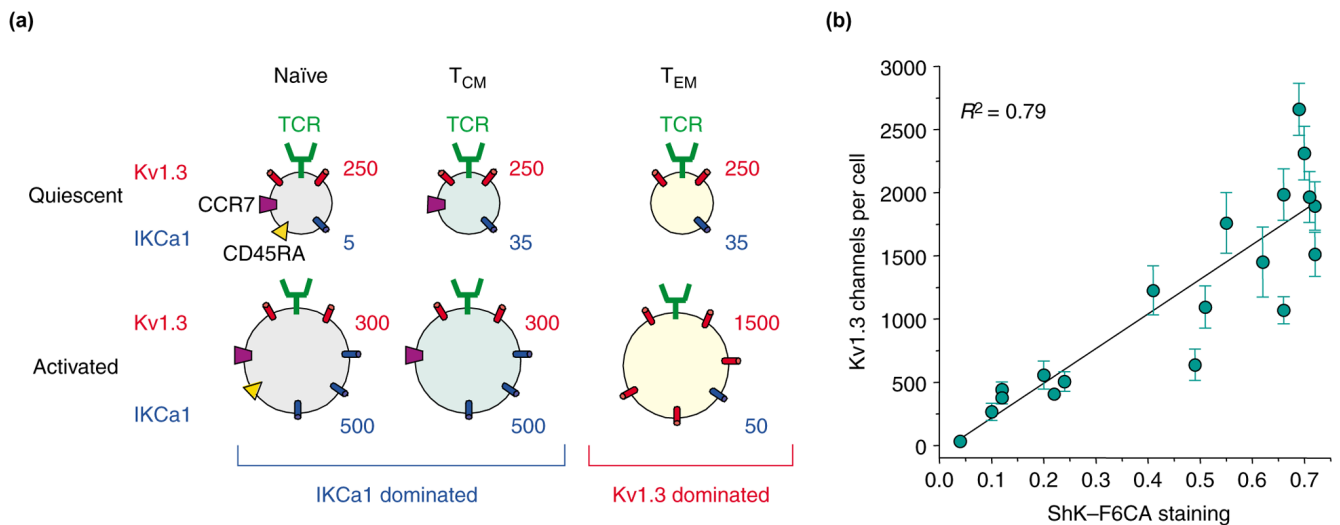 (a)
Naïve
TCM
TEM
TCR
TCR
TCR
Quiescent
Kv1.3
250
250
250
CCR7
IKCa1
5
35
35
CD45RA
Activated
Kv1.3
300
300
1500
IKCa1
500
500
50
IKCa1 dominated
Kv1.3 dominated
(b)
R² = 0.79
Kv1.3 channels per cell
3000
2500
2000
1500
1000
500
0
0.0 0.1 0.2 0.3 0.4 0.5 0.6 0.7
ShK–F6CA staining